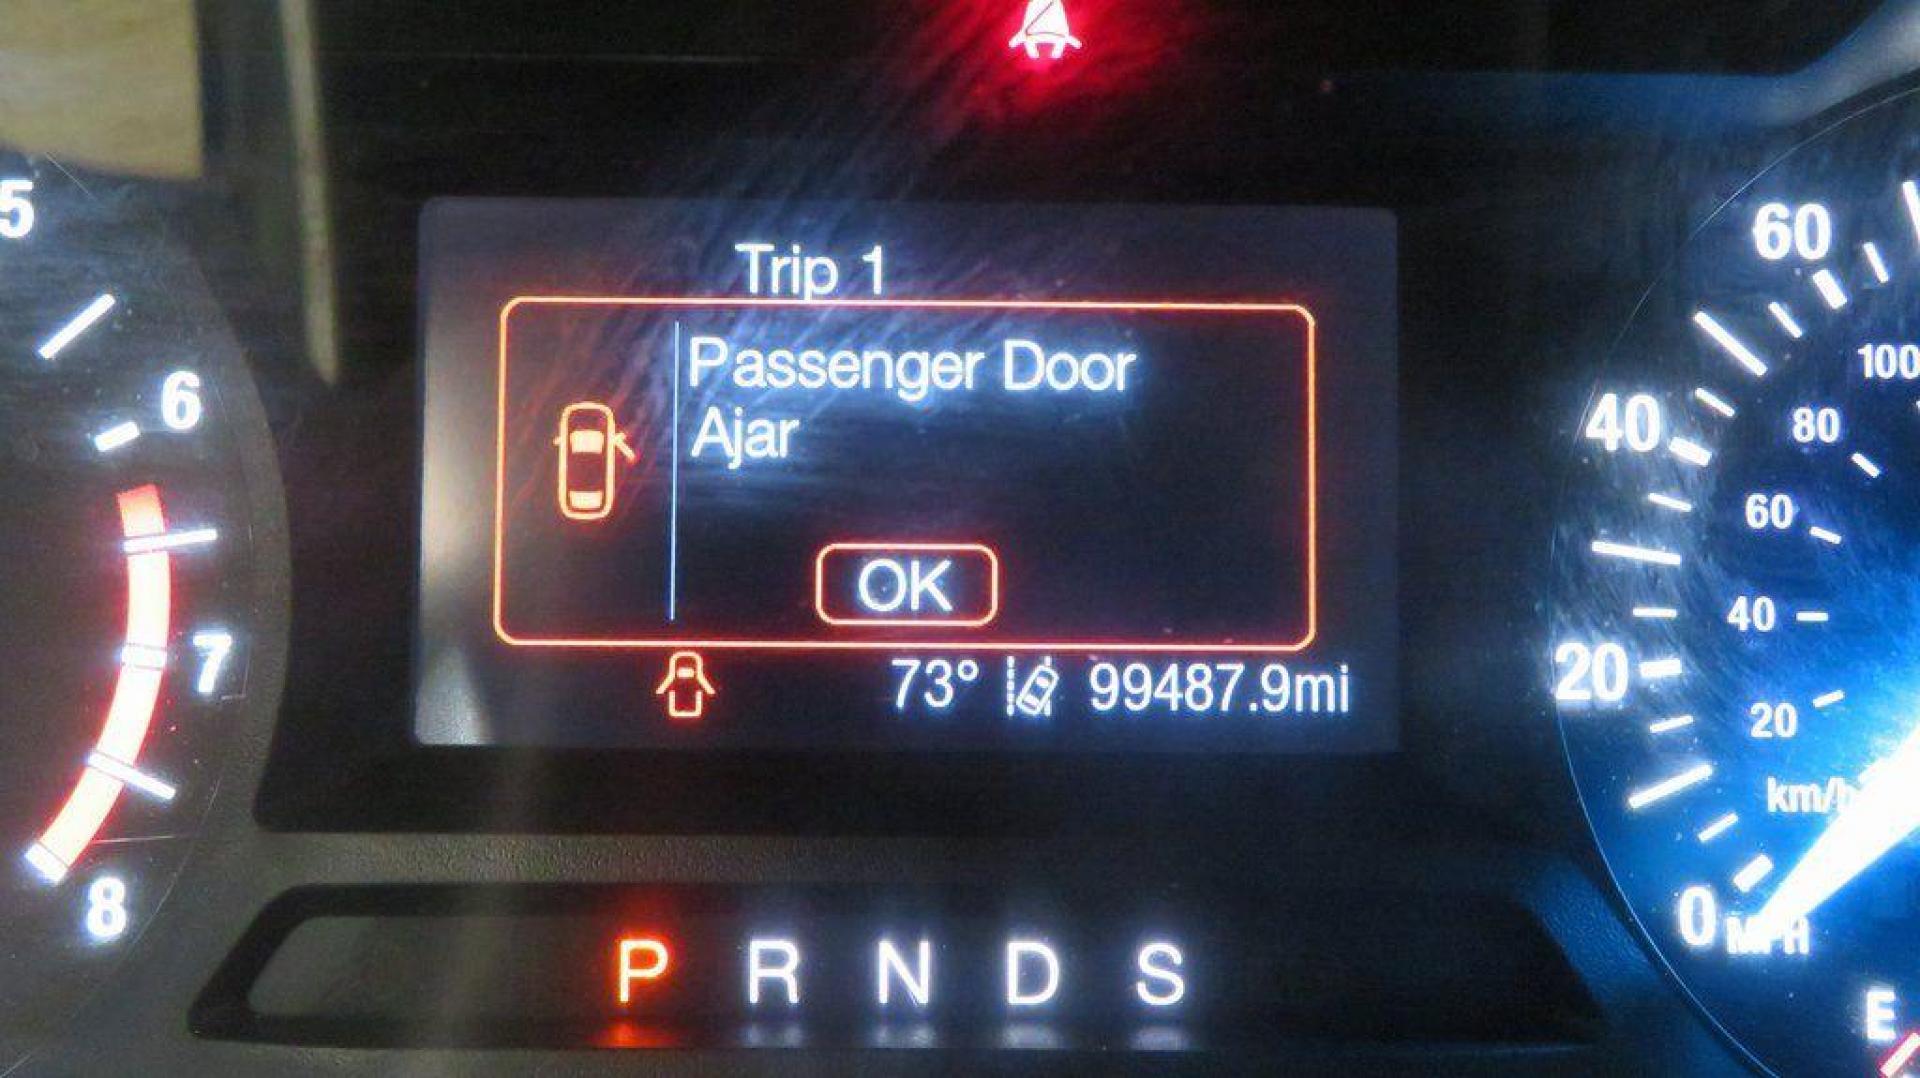 Trip 1
Passenger Door
Ajar
OK
73° 99487.9mi
P R N D S
5
6
7
8
60
40
20
0
MPH
100
80
60
40
20
km/h
E